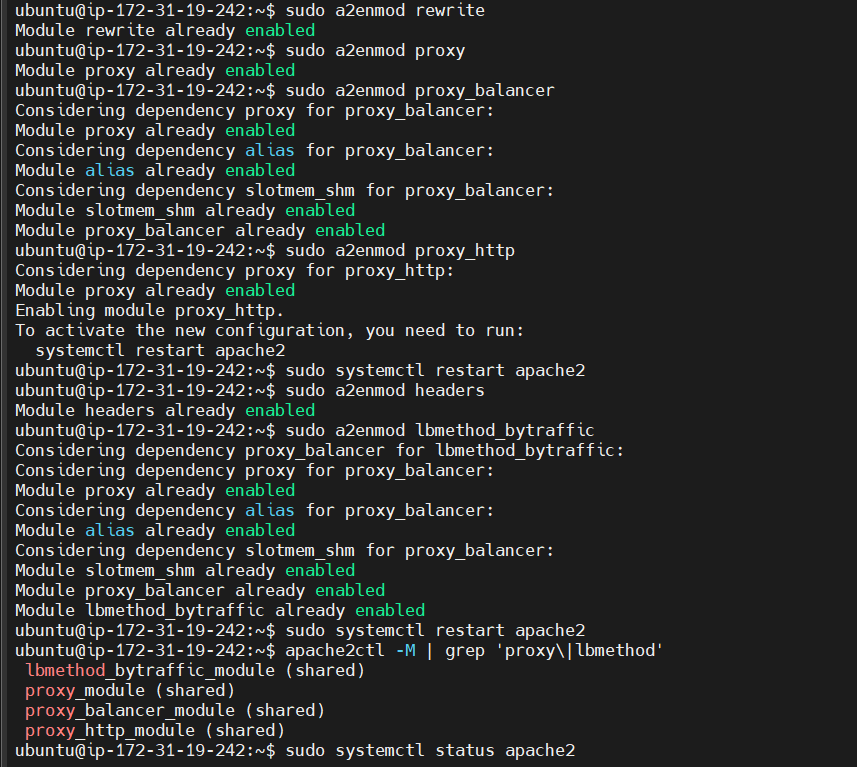 ubuntu@ip-172-31-19-242:~$ sudo a2enmod rewrite
Module rewrite already enabled
ubuntu@ip-172-31-19-242:~$ sudo a2enmod proxy
Module proxy already enabled
ubuntu@ip-172-31-19-242:~$ sudo a2enmod proxy_balancer
Considering dependency proxy for proxy_balancer:
Module proxy already enabled
Considering dependency alias for proxy_balancer:
Module alias already enabled
Considering dependency slotmem_shm for proxy_balancer:
Module slotmem_shm already enabled
Module proxy_balancer already enabled
ubuntu@ip-172-31-19-242:~$ sudo a2enmod proxy_http
Considering dependency proxy for proxy_http:
Module proxy already enabled
Enabling module proxy_http.
To activate the new configuration, you need to run:
  systemctl restart apache2
ubuntu@ip-172-31-19-242:~$ sudo systemctl restart apache2
ubuntu@ip-172-31-19-242:~$ sudo a2enmod headers
Module headers already enabled
ubuntu@ip-172-31-19-242:~$ sudo a2enmod lbmethod_bytraffic
Considering dependency proxy_balancer for lbmethod_bytraffic:
Considering dependency proxy for proxy_balancer:
Module proxy already enabled
Considering dependency alias for proxy_balancer:
Module alias already enabled
Considering dependency slotmem_shm for proxy_balancer:
Module slotmem_shm already enabled
Module proxy_balancer already enabled
Module lbmethod_bytraffic already enabled
ubuntu@ip-172-31-19-242:~$ sudo systemctl restart apache2
ubuntu@ip-172-31-19-242:~$ apache2ctl -M | grep 'proxy\|lbmethod'
 lbmethod_bytraffic_module (shared)
 proxy_module (shared)
 proxy_balancer_module (shared)
 proxy_http_module (shared)
ubuntu@ip-172-31-19-242:~$ sudo systemctl status apache2